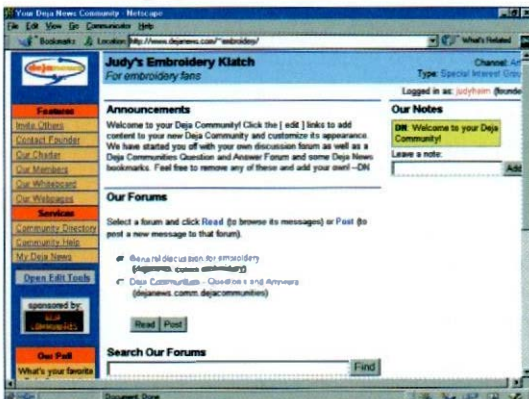 Your Deja News Community - Netscape
File Edit View Go Communicator Help
Bookmarks Location: http://www.dejanews.com/~embroidery/ What's Related
dejanews
Judy's Embroidery Klatch
For embroidery fans
Channel:
Type: Special Interest
Logged in as: judyheim
Features
Invite Others
Contact Founder
Our Charter
Our Members
Our Whiteboard
Our Webpages
Services
Community Directory
Community Help
My Deja News
Open Edit Tools
sponsored by:
DEJA
COMMUNITIES
Our Poll
What's your favorite
Announcements
Welcome to your Deja Community! Click the [ edit ] links to add
content to your new Deja Community and customize its appearance.
We have started you off with your own discussion forum as well as a
Deja Communities Question and Answer Forum and some Deja News
bookmarks. Feel free to remove any of these and add your own! --DN
Our Forums
Select a forum and click Read (to browse its messages) or Post (to
post a new message to that forum).
General discussion for embroidery
(dejanews.comm.embroidery)
Deja Communities - Questions and Answers
(dejanews.comm.dejacommunities)
Read Post
Search Our Forums
Find
Our Notes
DN: Welcome to your Deja
Community!
Leave a note:
Add
Document: Done